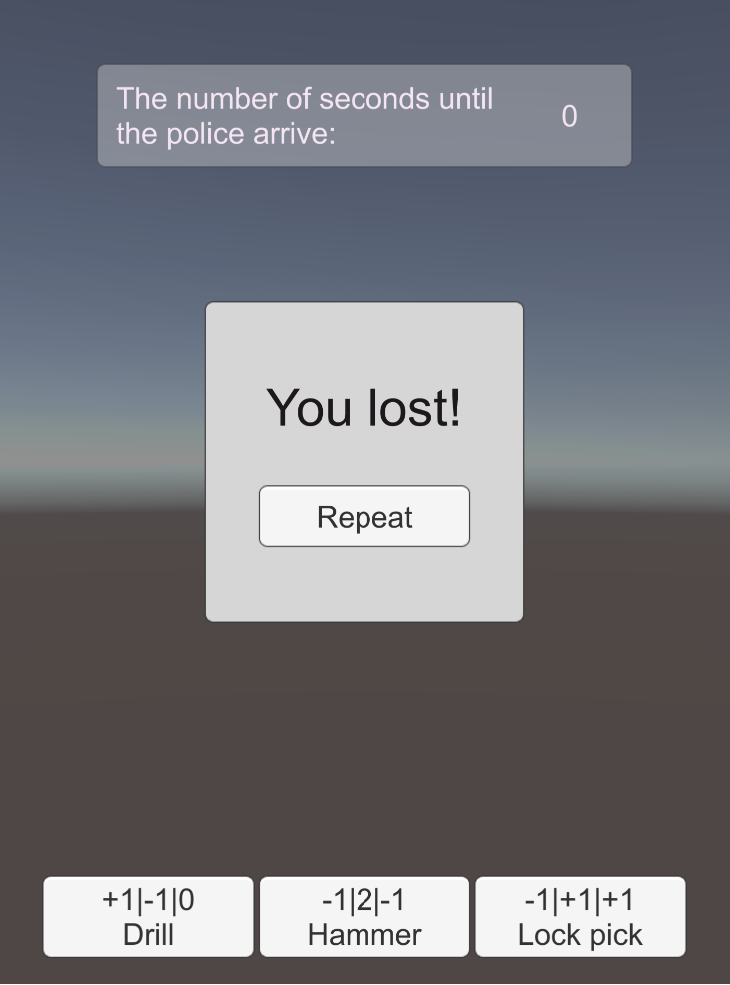 The number of seconds until
the police arrive:
0
You lost!
Repeat
+1|-1|0
Drill
-1|2|-1
Hammer
-1|+1|+1
Lock pick